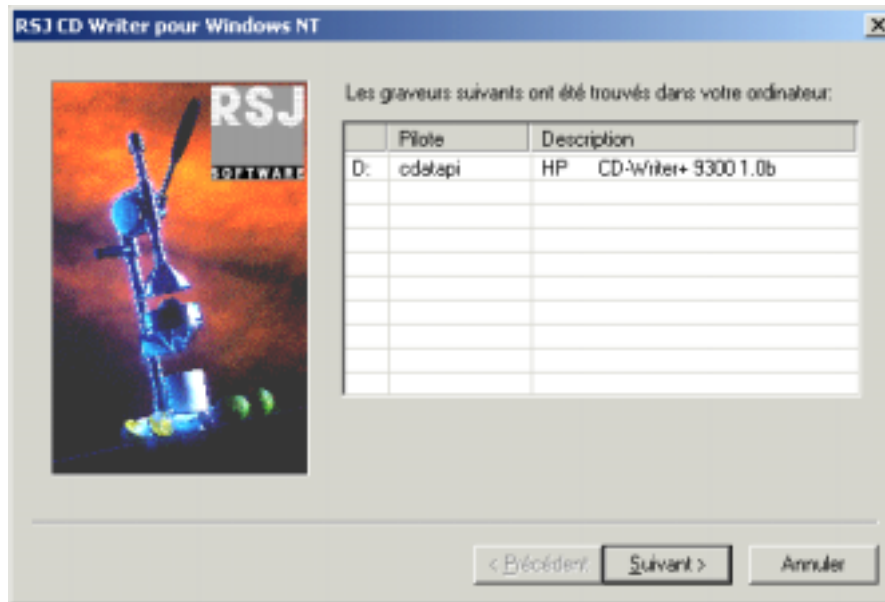 RSJ CD Writer pour Windows NT
RSJ
SOFTWARE
Les graveurs suivants ont été trouvés dans votre ordinateur:
Pilote Description
D: cdatapi HP CD-Writer+ 9300 1.0b
< Précédent Suivant > Annuler